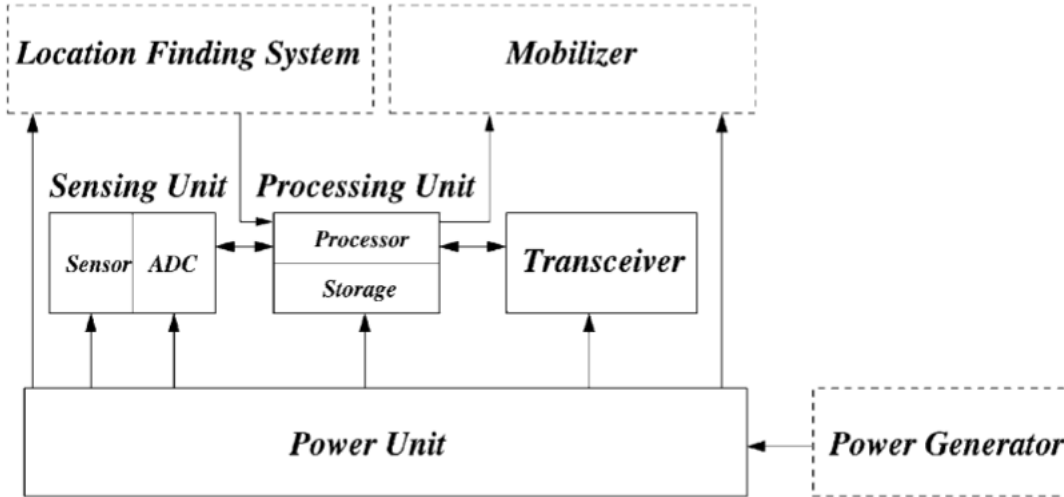 Location Finding System
Mobilizer
Sensing Unit
Processing Unit
Sensor
ADC
Processor
Storage
Transceiver
Power Unit
Power Generator